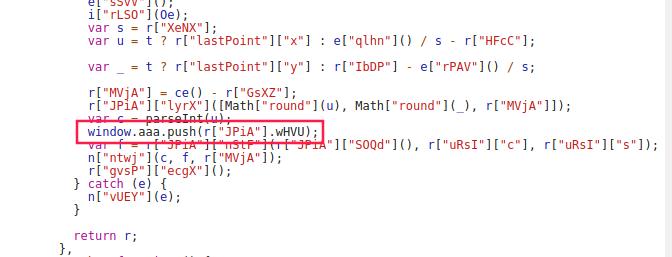 e["sSvv"]();
i["rLSO"](Oe);
var s = r["XeNX"];
var u = t ? r["lastPoint"]["x"] : e["qlhn"]() / s - r["HFcC"];
var _ = t ? r["lastPoint"]["y"] : r["IbDP"] - e["rPAV"]() / s;
r["MVjA"] = ce() - r["GsXZ"];
r["JPiA"]["lyrX"]([Math["round"](u), Math["round"](_), r["MVjA"]]);
var c = parseInt(u);
window.aaa.push(r["JPiA"].wHVU);
var f = r["JPiA"]["nStF"](r["JPiA"]["SOQd"](), r["uRsI"]["c"], r["uRsI"]["s"]);
n["ntwj"](c, f, r["MVjA"]);
r["gvsP"]["ecgX"]();
} catch (e) {
n["vUEY"](e);
}
return r;
},